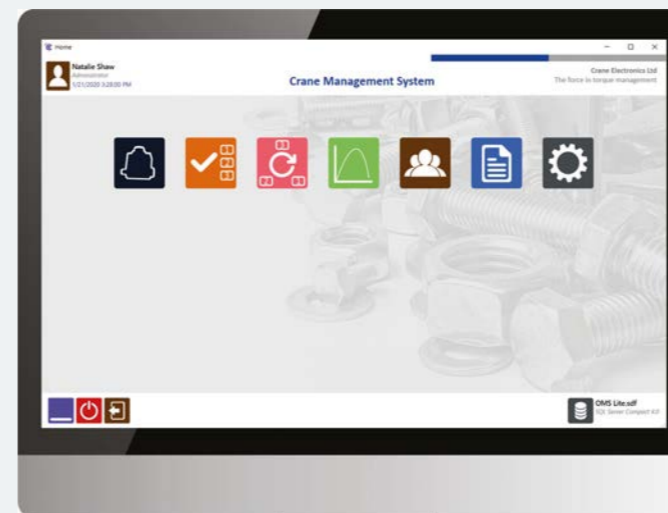 Home
Natalie Shaw
Administrator
1/21/2020 3:28:00 PM
Crane Management System
Crane Electronics Ltd
The force in torque management
OMS Lite.sdf
SQL Server Compact 4.0